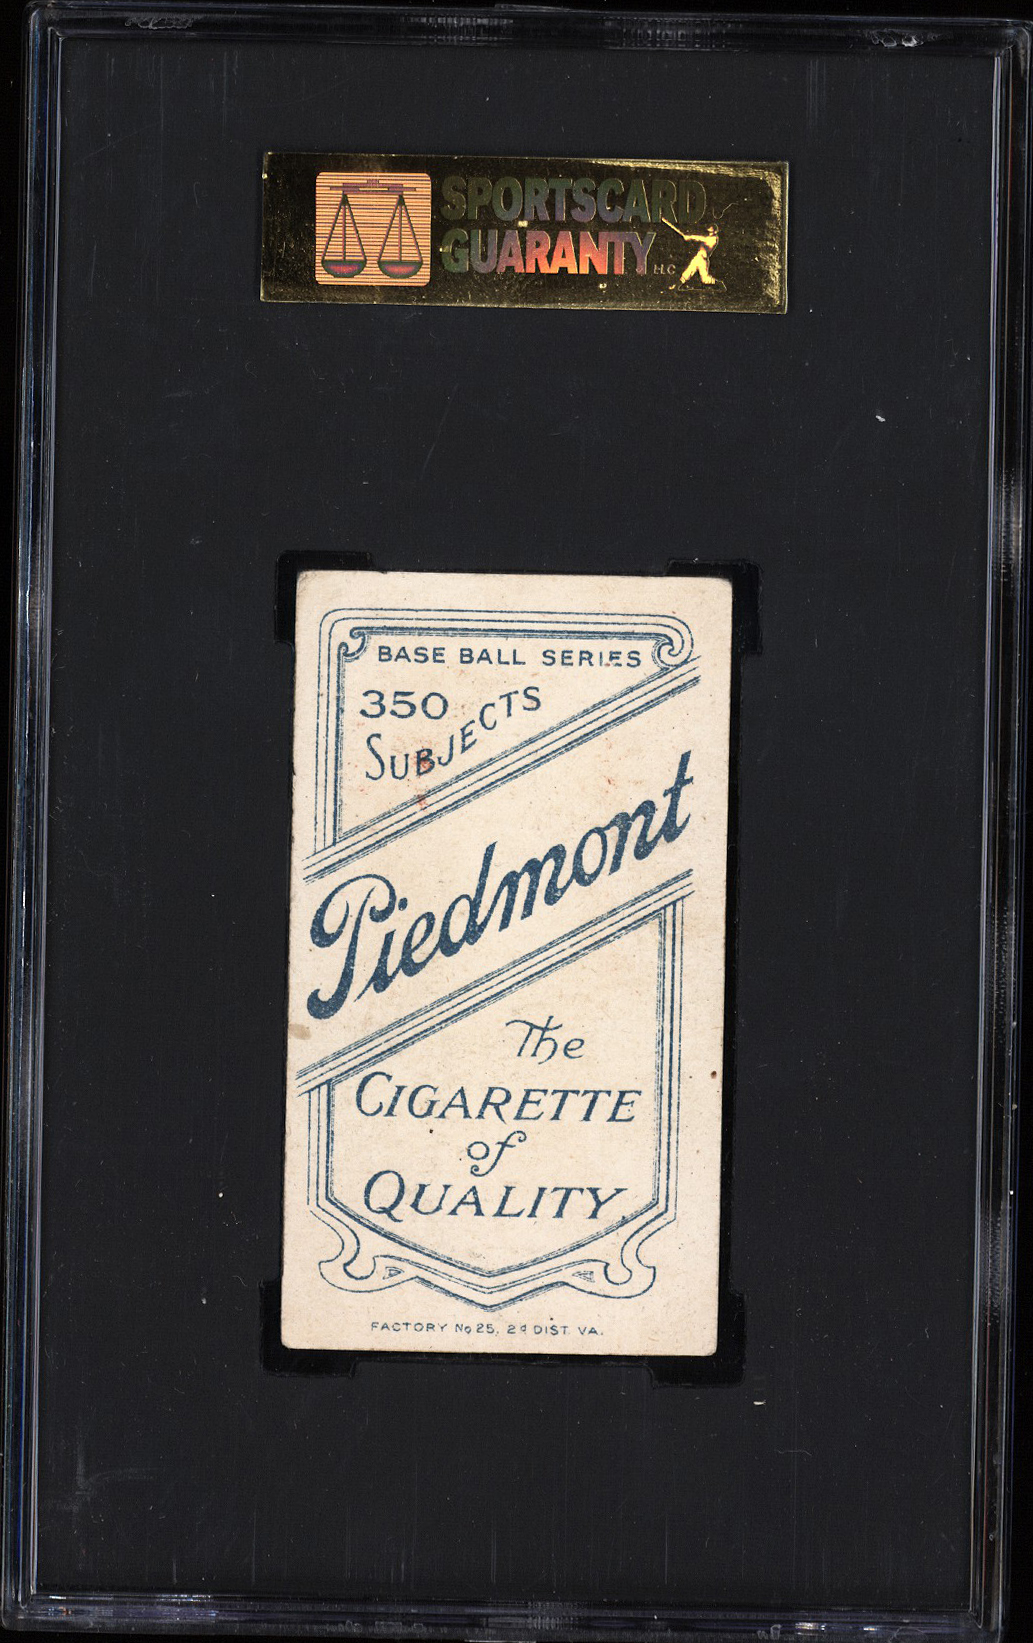 SPORTSCARD
GUARANTY LLC
BASE BALL SERIES
350
SUBJECTS
Piedmont
The
CIGARETTE
of
QUALITY
FACTORY No 25, 2d DIST. VA.